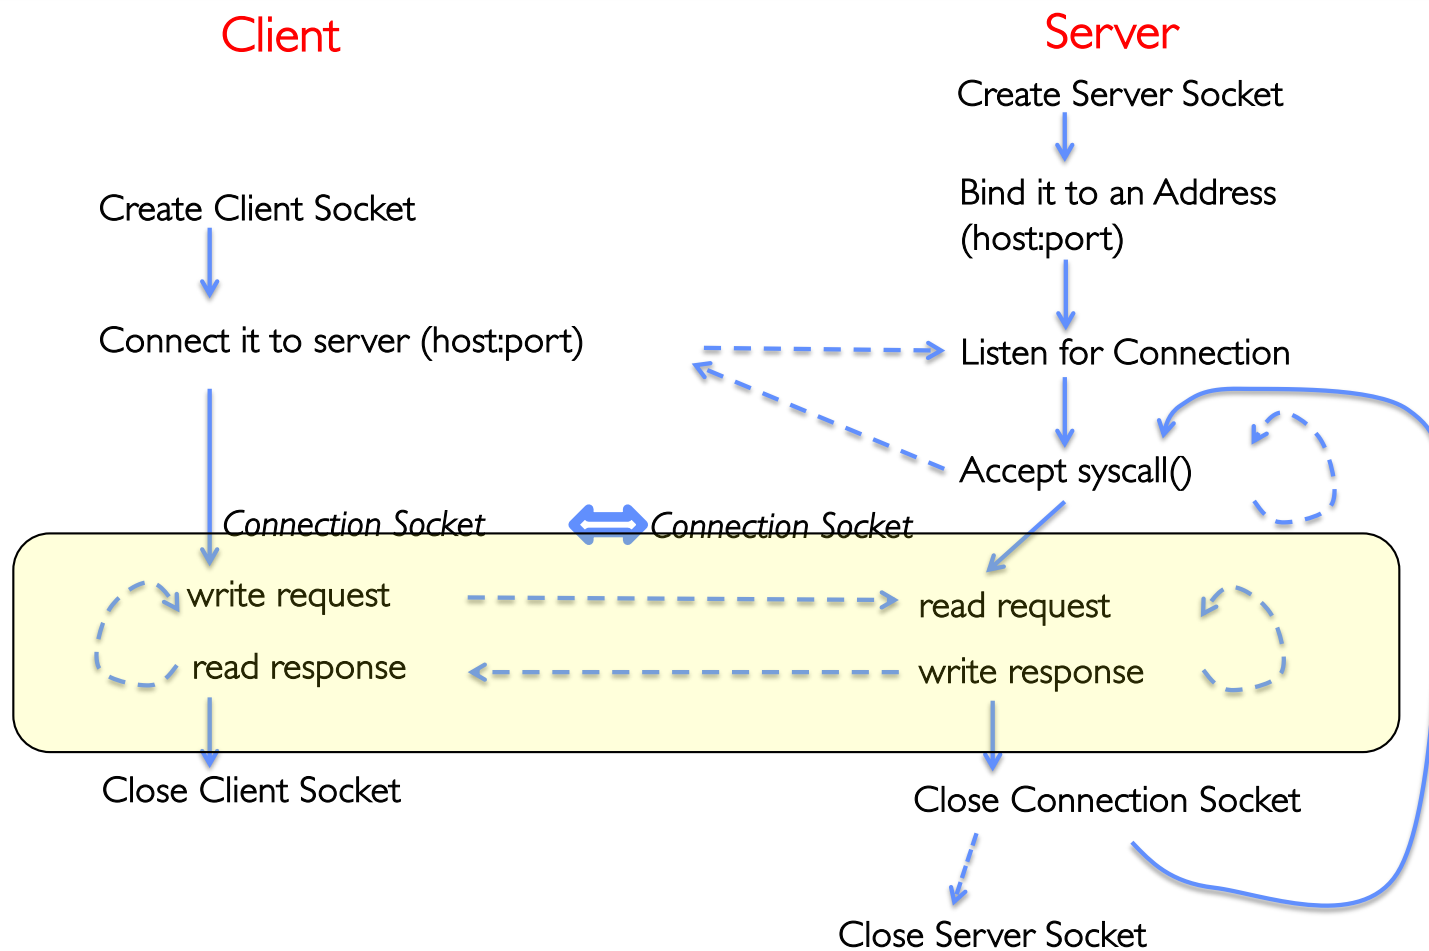 Client
Server
Create Server Socket
Create Client Socket
Bind it to an Address
(host:port)
Connect it to server (host:port)
Listen for Connection
Accept syscall()
Connection Socket
Connection Socket
write request
read request
read response
write response
Close Client Socket
Close Connection Socket
Close Server Socket